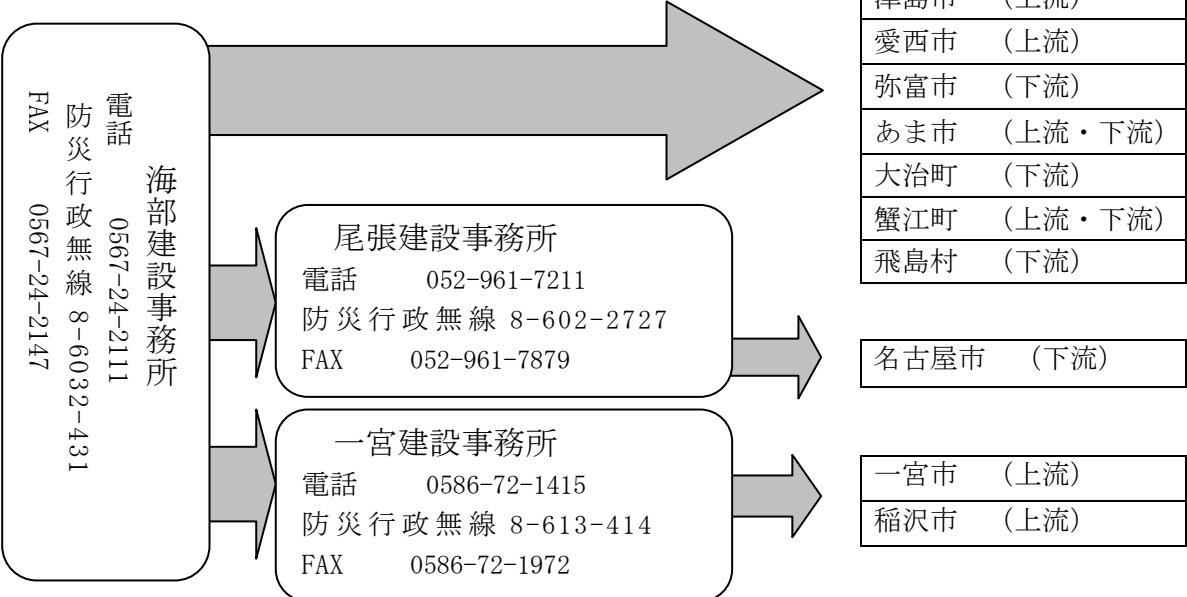 海部建設事務所
電話 0567-24-2111
防災行政無線 8-6032-431
FAX 0567-24-2147
尾張建設事務所
電話 052-961-7211
防災行政無線 8-602-2727
FAX 052-961-7879
一宮建設事務所
電話 0586-72-1415
防災行政無線 8-613-414
FAX 0586-72-1972
津島市 (上流)
愛西市 (上流)
弥富市 (下流)
あま市 (上流・下流)
大治町 (下流)
蟹江町 (上流・下流)
飛島村 (下流)
名古屋市 (下流)
一宮市 (上流)
稲沢市 (上流)